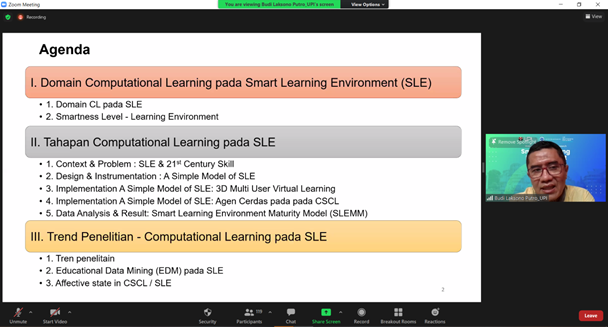 Zoom Meeting
You are viewing Budi Laksono Putro_UPI's screen
View Options
Recording
View
Agenda
I. Domain Computational Learning pada Smart Learning Environment (SLE)
• 1. Domain CL pada SLE
• 2. Smartness Level - Learning Environment
II. Tahapan Computational Learning pada SLE
• 1. Context & Problem : SLE & 21st Century Skill
• 2. Design & Instrumentation : A Simple Model of SLE
• 3. Implementation A Simple Model of SLE: 3D Multi User Virtual Learning
• 4. Implementation A Simple Model of SLE: Agen Cerdas pada pada CSCL
• 5. Data Analysis & Result: Smart Learning Environment Maturity Model (SLEMM)
III. Trend Penelitian - Computational Learning pada SLE
• 1. Tren penelitain
• 2. Educational Data Mining (EDM) pada SLE
• 3. Affective state in CSCL / SLE
2
Remove Spotlight
Budi Laksono Putro_UPI
Unmute
Start Video
Security
Participants
119
Chat
Share Screen
Record
Breakout Rooms
Reactions
Leave